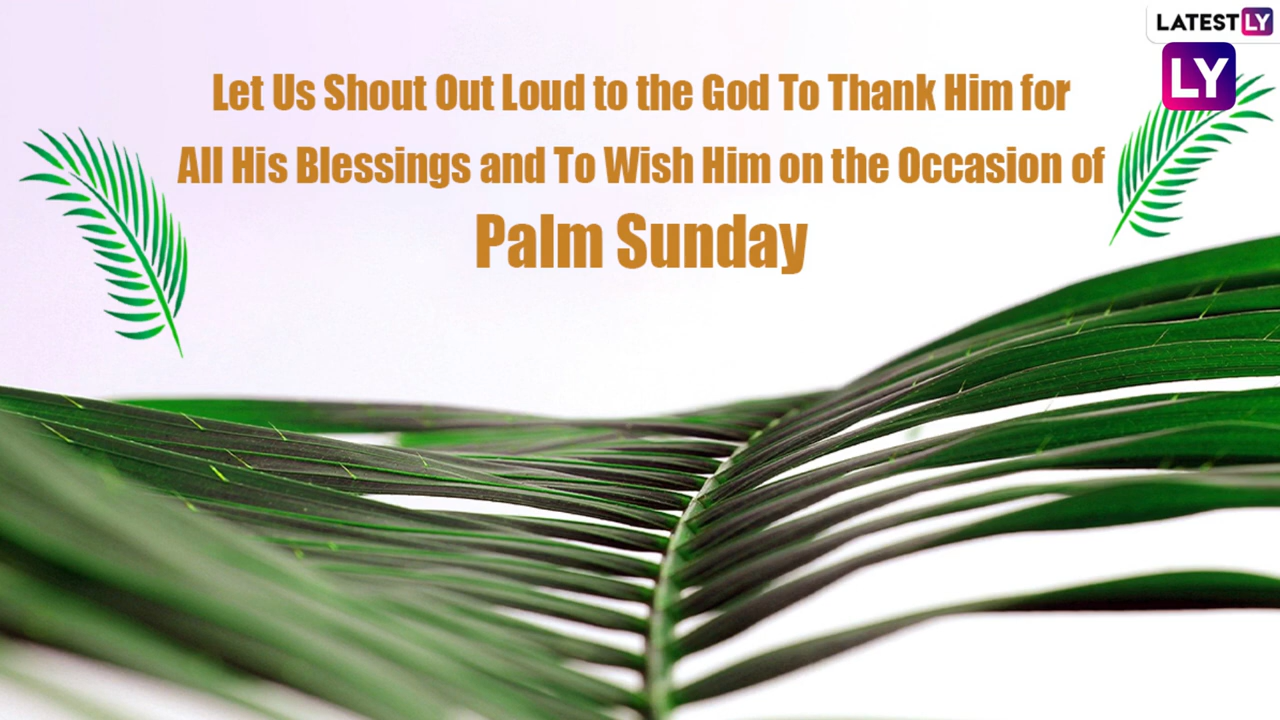 LATESTLY
LY
Let Us Shout Out Loud to the God To Thank Him for
All His Blessings and To Wish Him on the Occasion of
Palm Sunday